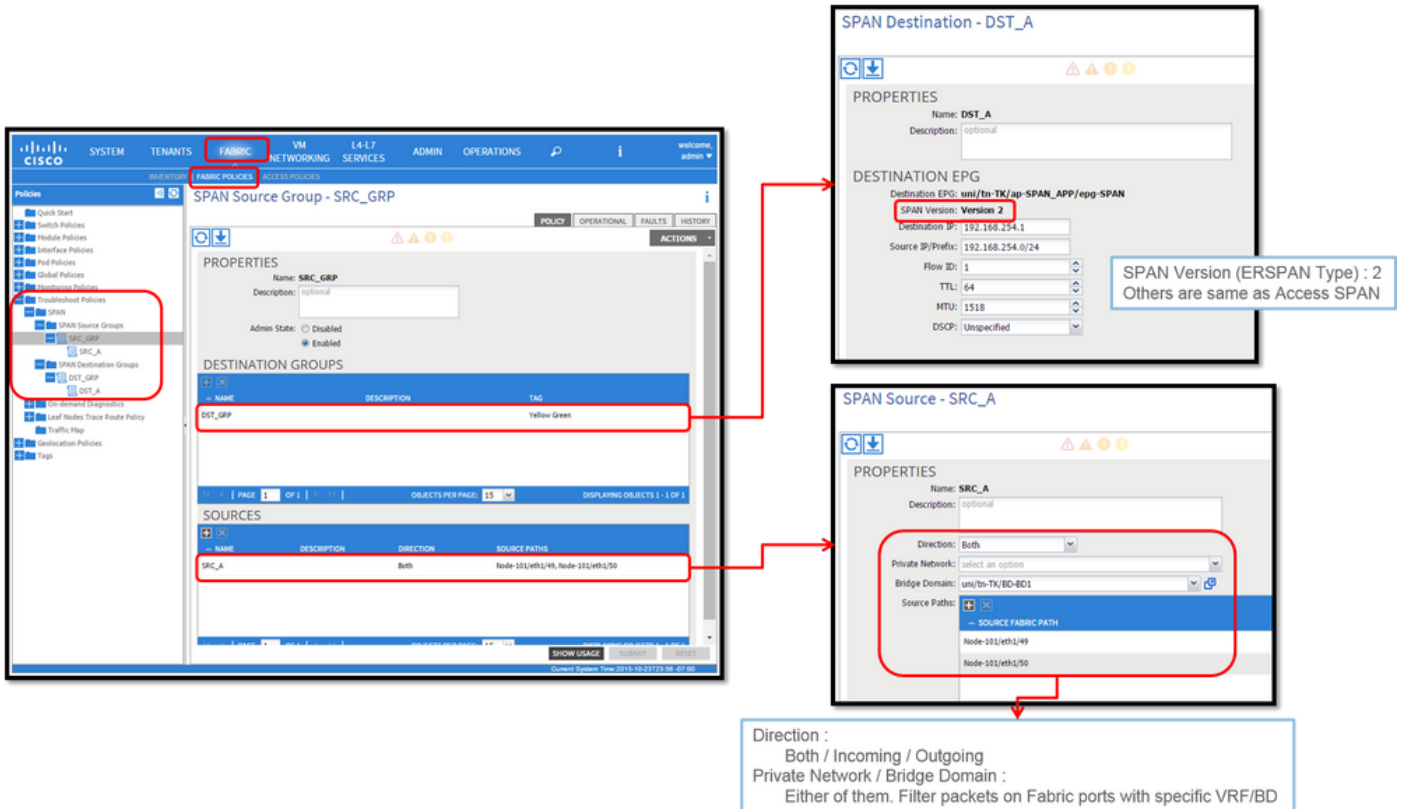 CISCO
SYSTEM
TENANTS
FABRIC
VM NETWORKING
L4-L7 SERVICES
ADMIN
OPERATIONS
i
welcome, admin
INVENTORY
FABRIC POLICIES
ACCESS POLICIES
Policies
Quick Start
Switch Policies
Module Policies
Interface Policies
Pod Policies
Global Policies
Monitoring Policies
Troubleshoot Policies
SPAN
SPAN Source Groups
SRC_GRP
SRC_A
SPAN Destination Groups
DST_GRP
DST_A
On-demand Diagnostics
Leaf Nodes Trace Route Policy
Traffic Map
Geolocation Policies
Tags
SPAN Source Group - SRC_GRP
i
POLICY OPERATIONAL FAULTS HISTORY
ACTIONS
PROPERTIES
Name: SRC_GRP
Description: optional
Admin State: Disabled
Enabled
DESTINATION GROUPS
NAME DESCRIPTION TAG
DST_GRP Yellow Green
PAGE 1 OF 1 OBJECTS PER PAGE: 15 DISPLAYING OBJECTS 1 - 1 OF 1
SOURCES
NAME DESCRIPTION DIRECTION SOURCE PATHS
SRC_A Both Node-101/eth1/49, Node-101/eth1/50
SHOW USAGE SUBMIT RESET
Current System Time:2015-10-23T23:56 -07:00
SPAN Destination - DST_A
PROPERTIES
Name: DST_A
Description: optional
DESTINATION EPG
Destination EPG: uni/tn-TK/ap-SPAN_APP/epg-SPAN
SPAN Version: Version 2
Destination IP: 192.168.254.1
Source IP/Prefix: 192.168.254.0/24
Flow ID: 1
TTL: 64
MTU: 1518
DSCP: Unspecified
SPAN Version (ERSPAN Type) : 2
Others are same as Access SPAN
SPAN Source - SRC_A
PROPERTIES
Name: SRC_A
Description: optional
Direction: Both
Private Network: select an option
Bridge Domain: uni/tn-TK/BD-BD1
Source Paths:
SOURCE FABRIC PATH
Node-101/eth1/49
Node-101/eth1/50
Direction :
Both / Incoming / Outgoing
Private Network / Bridge Domain :
Either of them. Filter packets on Fabric ports with specific VRF/BD